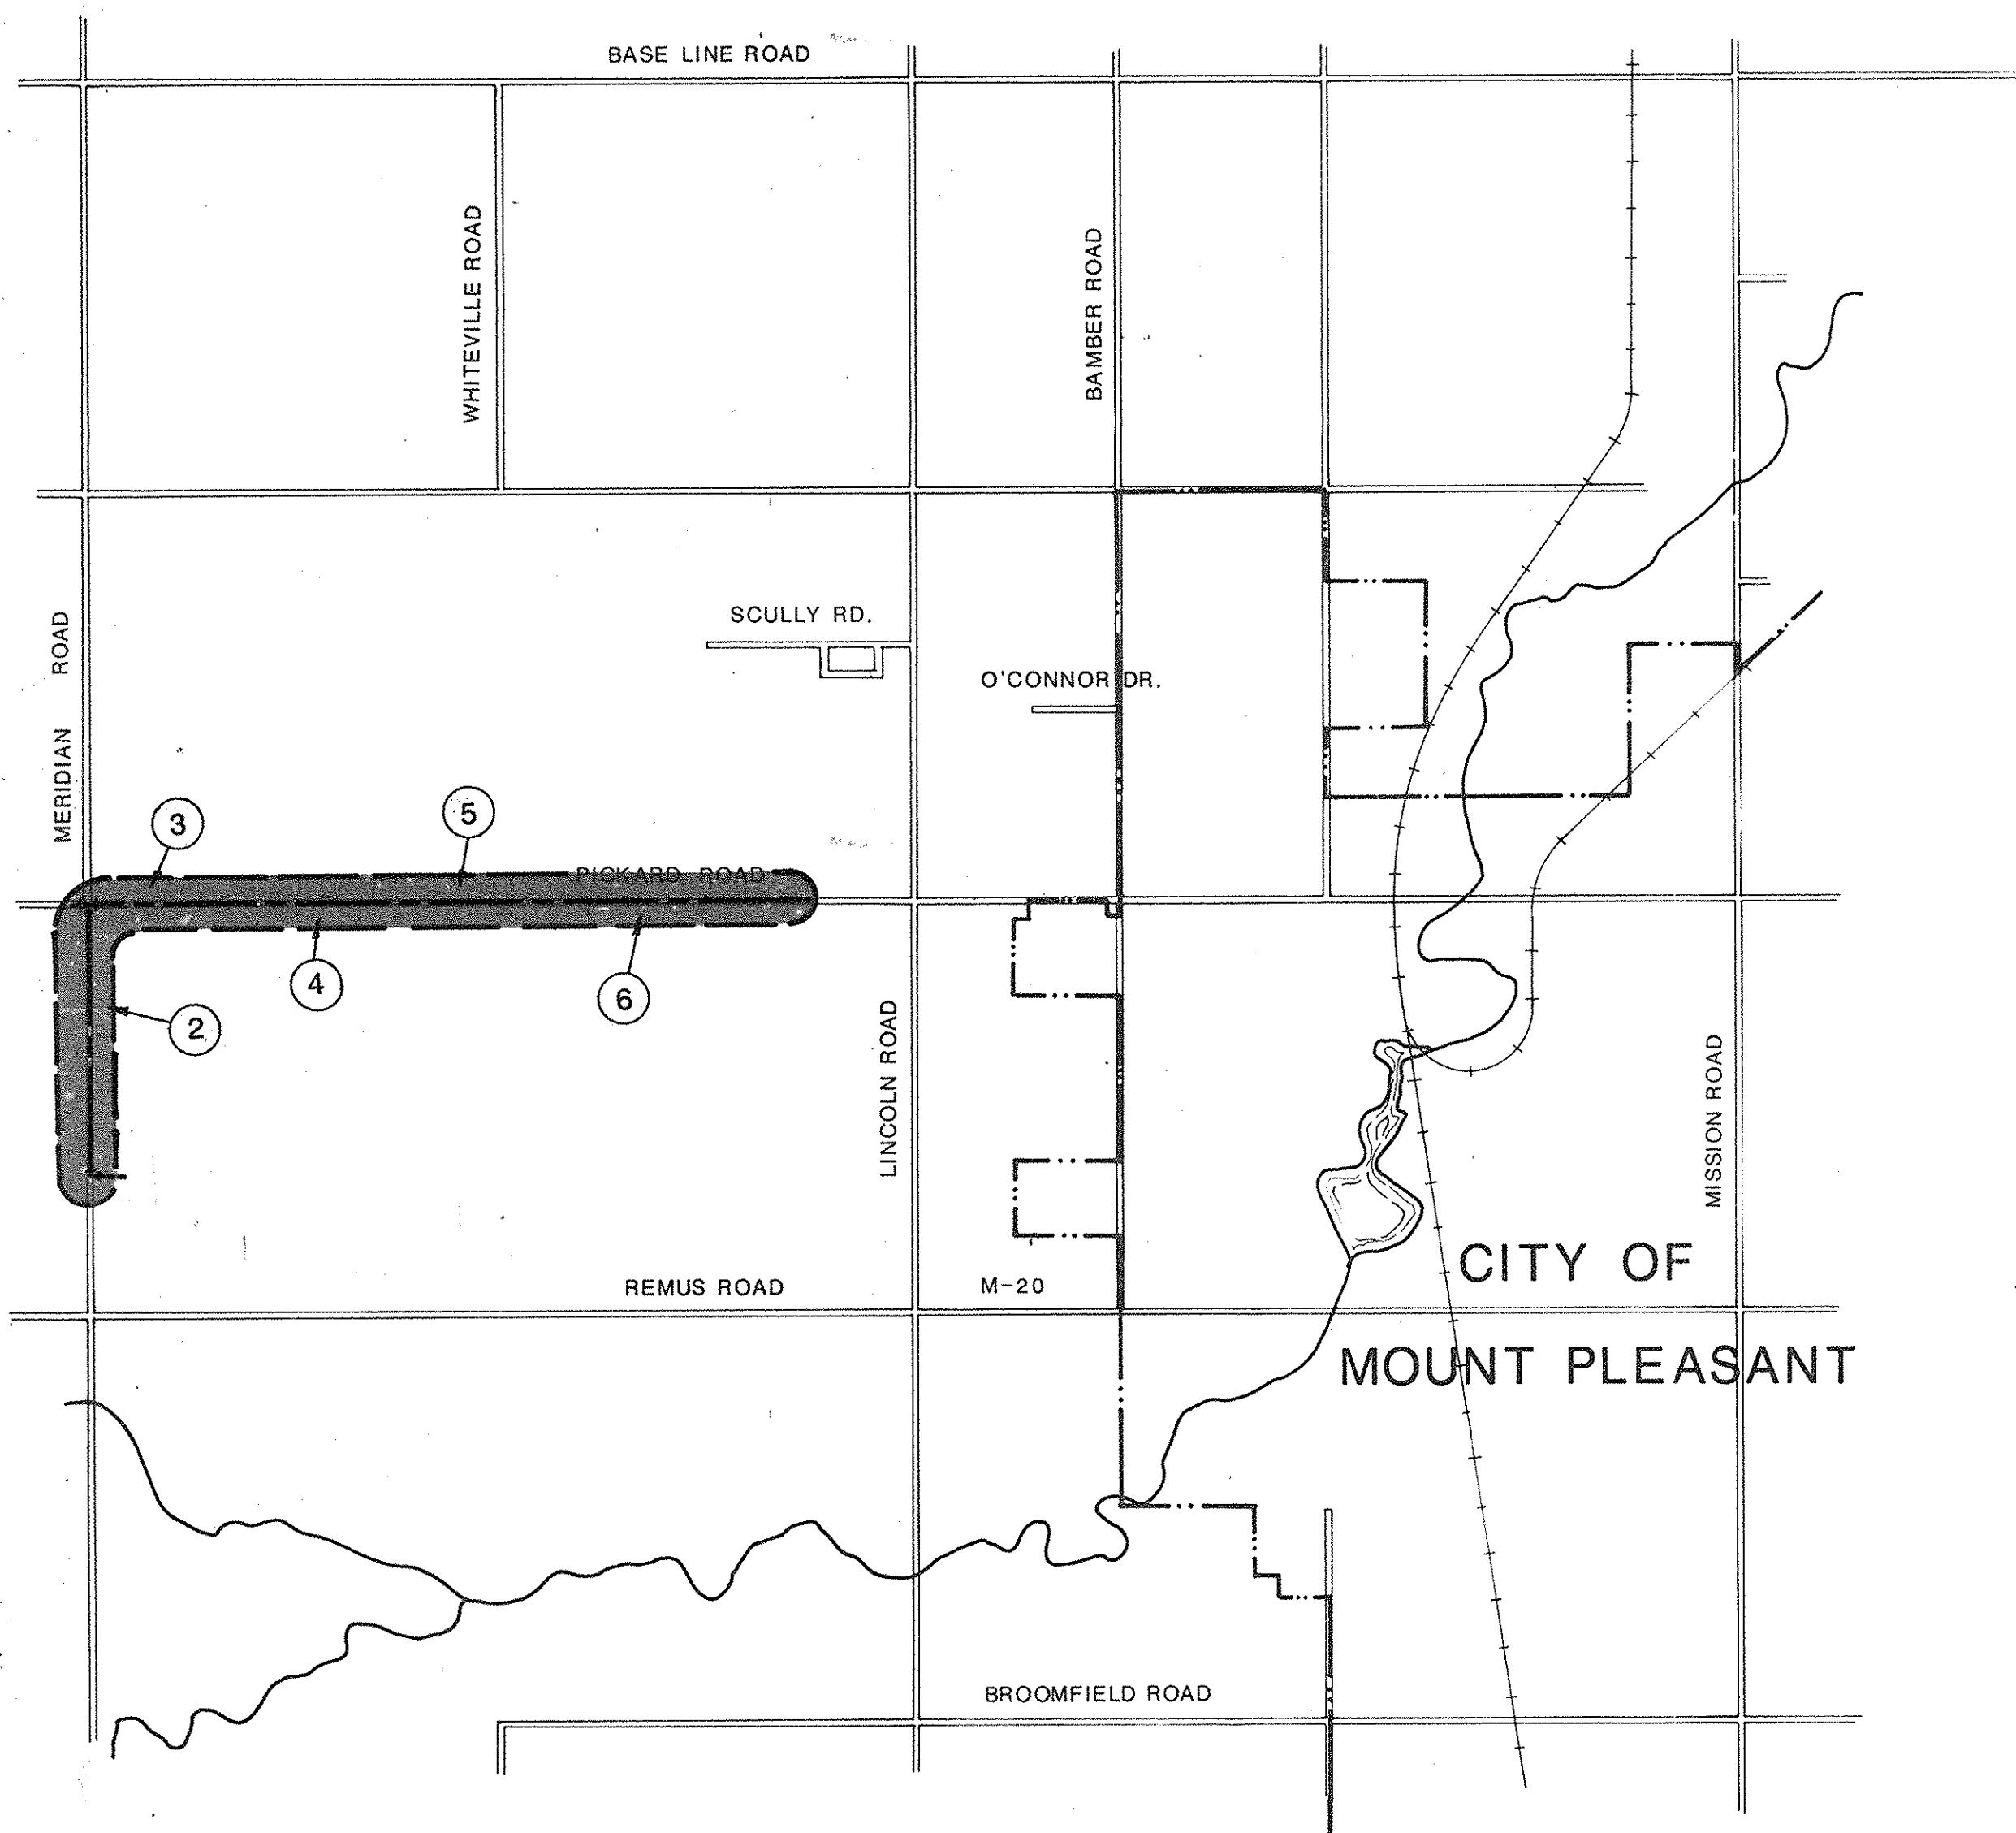 BASE LINE ROAD
WHITEVILLE ROAD
BAMBER ROAD
SCULLY RD.
MERIDIAN ROAD
O'CONNOR DR.
3
5
PICKARD ROAD
4
6
2
LINCOLN ROAD
MISSION ROAD
CITY OF
REMUS ROAD
M-20
MOUNT PLEASANT
BROOMFIELD ROAD